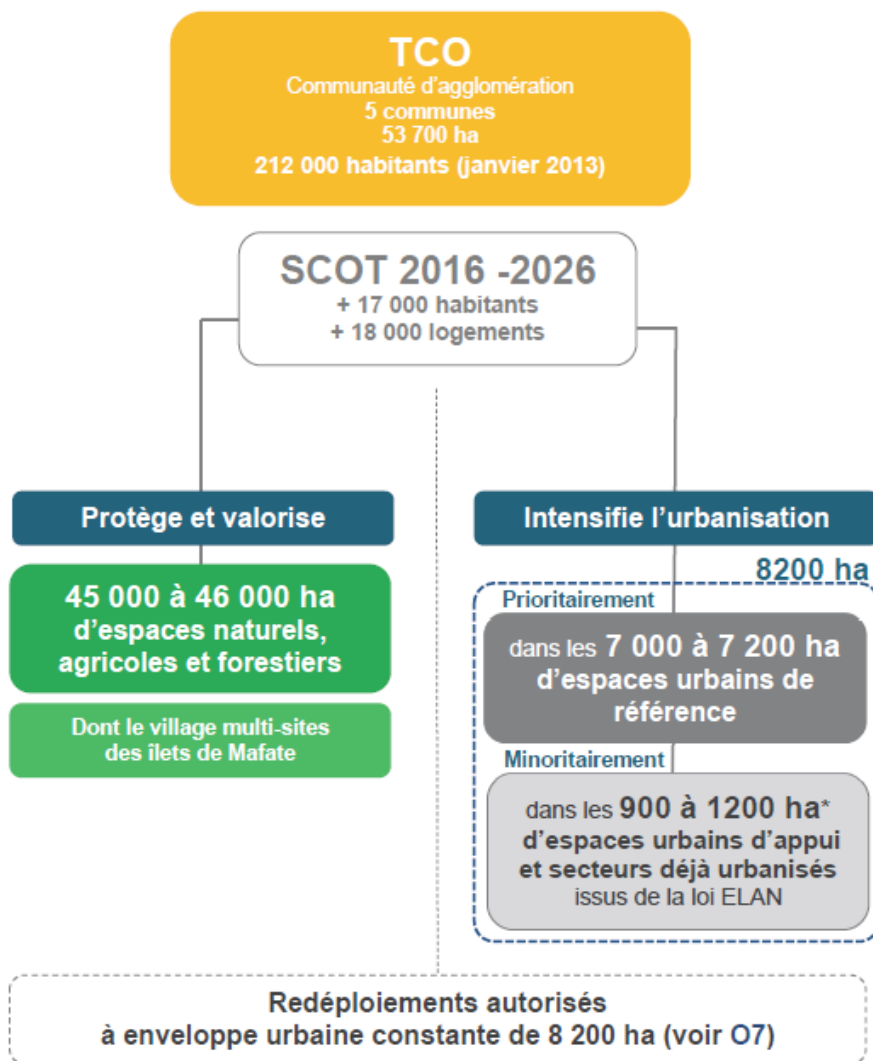 TCO
Communauté d'agglomération
5 communes
53 700 ha
212 000 habitants (janvier 2013)
SCOT 2016 -2026
+ 17 000 habitants
+ 18 000 logements
Protège et valorise
45 000 à 46 000 ha
d'espaces naturels,
agricoles et forestiers
Dont le village multi-sites
des îlets de Mafate
Intensifie l'urbanisation
8200 ha
Prioritairement
dans les 7 000 à 7 200 ha
d'espaces urbains de
référence
Minoritairement
dans les 900 à 1200 ha*
d'espaces urbains d'appui
et secteurs déjà urbanisés
issus de la loi ELAN
Redéploiements autorisés
à enveloppe urbaine constante de 8 200 ha (voir O7)